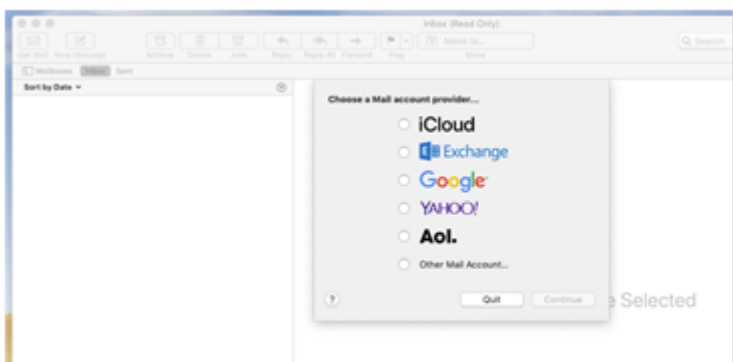 Inbox (Read Only)
Move to...
Search
Get Mail New Message Archive Delete Junk Reply Reply All Forward Flag Move
Mailboxes Inbox Sent
Sort by Date
Choose a Mail account provider...
iCloud
Exchange
Google
YAHOO!
Aol.
Other Mail Account...
? Quit Continue
Selected